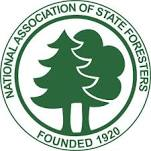 NATIONAL ASSOCIATION OF STATE FORESTERS
FOUNDED 1920